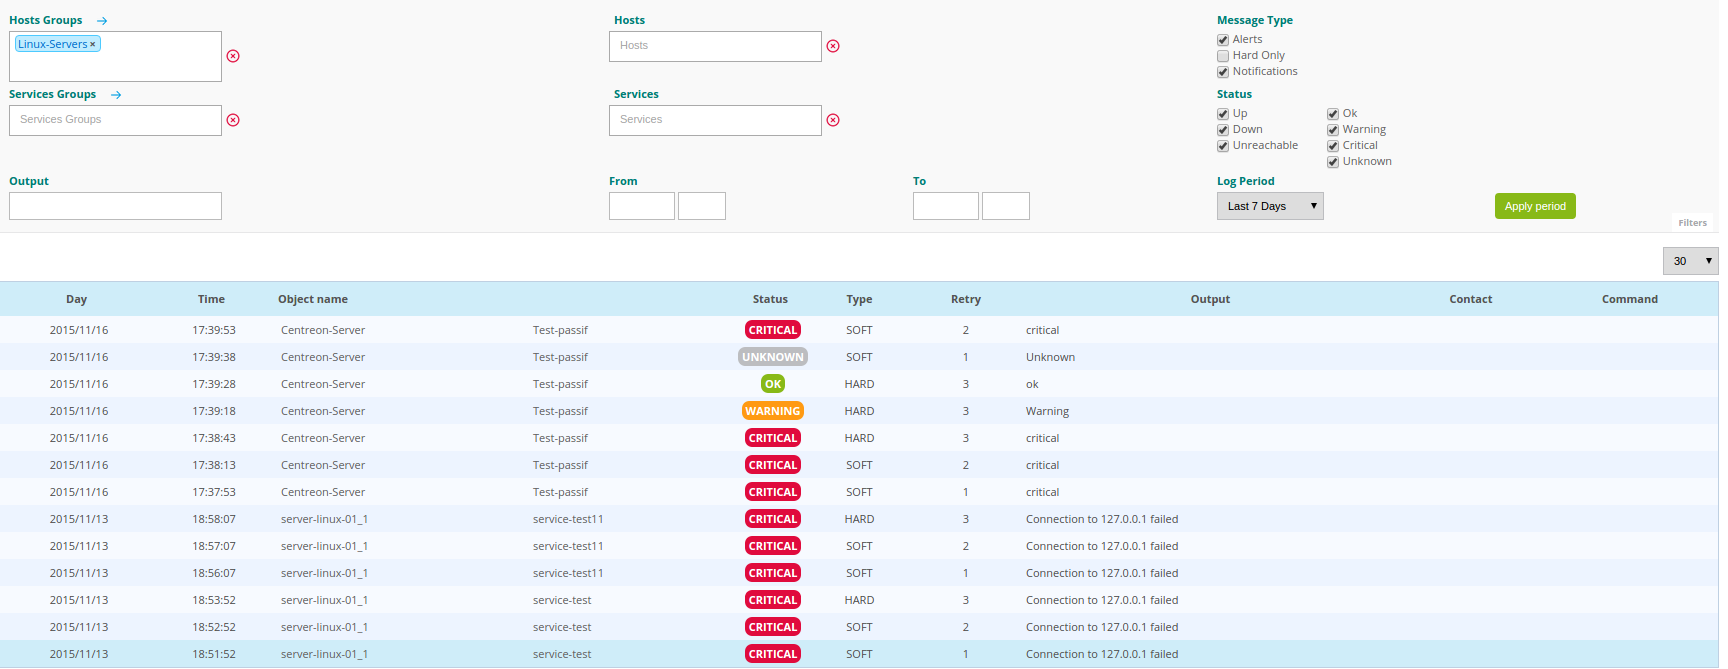 Hosts Groups →
Linux-Servers ×
Services Groups →
Services Groups
Output
Hosts
Hosts
Services
Services
From
To
Message Type
Alerts
Hard Only
Notifications
Status
Up
Ok
Down
Warning
Unreachable
Critical
Unknown
Log Period
Last 7 Days
Apply period
Filters
30
Day Time Object name Status Type Retry Output Contact Command
2015/11/16 17:39:53 Centreon-Server Test-passif CRITICAL SOFT 2 critical
2015/11/16 17:39:38 Centreon-Server Test-passif UNKNOWN SOFT 1 Unknown
2015/11/16 17:39:28 Centreon-Server Test-passif OK HARD 3 ok
2015/11/16 17:39:18 Centreon-Server Test-passif WARNING HARD 3 Warning
2015/11/16 17:38:43 Centreon-Server Test-passif CRITICAL HARD 3 critical
2015/11/16 17:38:13 Centreon-Server Test-passif CRITICAL SOFT 2 critical
2015/11/16 17:37:53 Centreon-Server Test-passif CRITICAL SOFT 1 critical
2015/11/13 18:58:07 server-linux-01_1 service-test11 CRITICAL HARD 3 Connection to 127.0.0.1 failed
2015/11/13 18:57:07 server-linux-01_1 service-test11 CRITICAL SOFT 2 Connection to 127.0.0.1 failed
2015/11/13 18:56:07 server-linux-01_1 service-test11 CRITICAL SOFT 1 Connection to 127.0.0.1 failed
2015/11/13 18:53:52 server-linux-01_1 service-test CRITICAL HARD 3 Connection to 127.0.0.1 failed
2015/11/13 18:52:52 server-linux-01_1 service-test CRITICAL SOFT 2 Connection to 127.0.0.1 failed
2015/11/13 18:51:52 server-linux-01_1 service-test CRITICAL SOFT 1 Connection to 127.0.0.1 failed